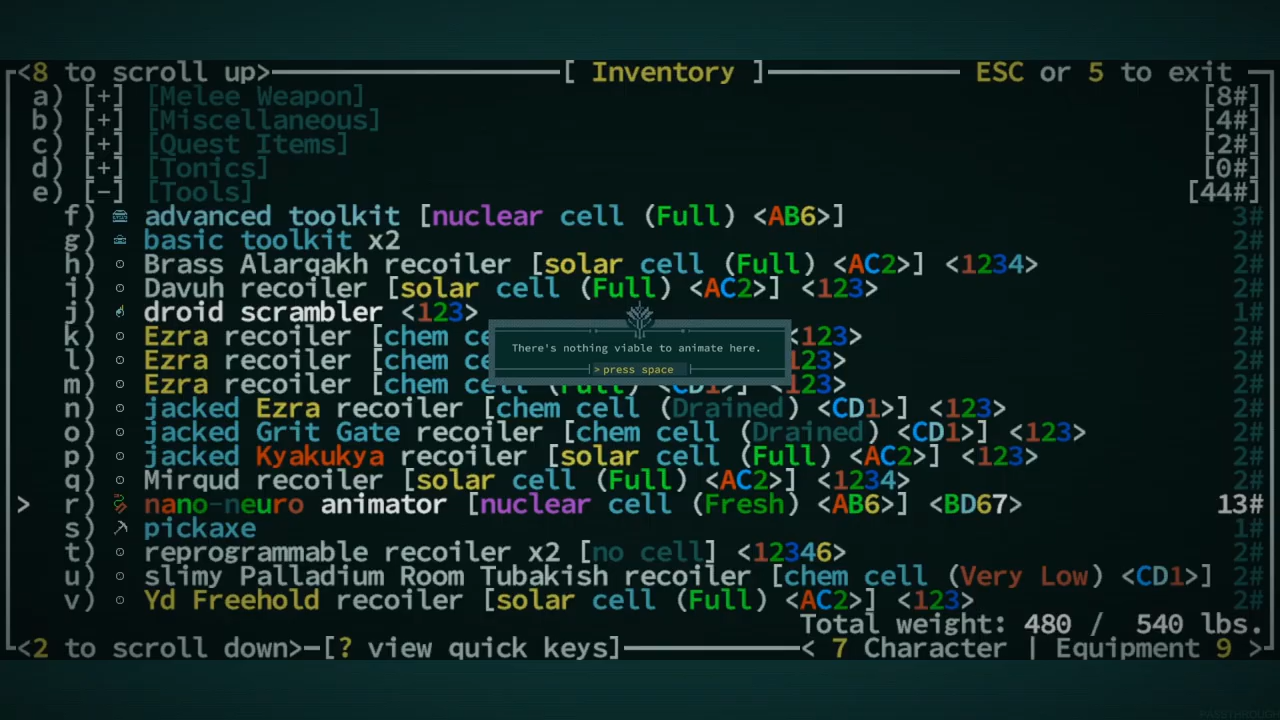 <8 to scroll up> [ Inventory ] ESC or 5 to exit
a) [+] [Melee Weapon] [8#]
b) [+] [Miscellaneous] [4#]
c) [+] [Quest Items] [2#]
d) [+] [Tonics] [0#]
e) [-] [Tools] [44#]
f) advanced toolkit [nuclear cell (Full) <AB6>] 3#
g) basic toolkit x2 2#
h) Brass Alarqakh recoiler [solar cell (Full) <AC2>] <1234> 2#
i) Davuh recoiler [solar cell (Full) <AC2>] <123> 2#
j) droid scrambler <123> 1#
There's nothing viable to animate here.
>press space
k) Ezra recoiler [chem ce <123> 2#
l) Ezra recoiler [chem ce 123> 2#
m) Ezra recoiler [chem cell (Full) <CD1>] <123> 2#
n) jacked Ezra recoiler [chem cell (Drained) <CD1>] <123> 2#
o) jacked Grit Gate recoiler [chem cell (Drained) <CD1>] <123> 2#
p) jacked Kyakukya recoiler [solar cell (Full) <AC2>] <123> 2#
q) Mirqud recoiler [solar cell (Full) <AC2>] <1234> 2#
> r) nano-neuro animator [nuclear cell (Fresh) <AB6>] <BD67> 13#
s) pickaxe 1#
t) reprogrammable recoiler x2 [no cell] <12346> 2#
u) slimy Palladium Room Tubakish recoiler [chem cell (Very Low) <CD1>] 2#
v) Yd Freehold recoiler [solar cell (Full) <AC2>] <123> 2#
Total weight: 480 / 540 lbs.
<2 to scroll down> [? view quick keys] < 7 Character | Equipment 9 >